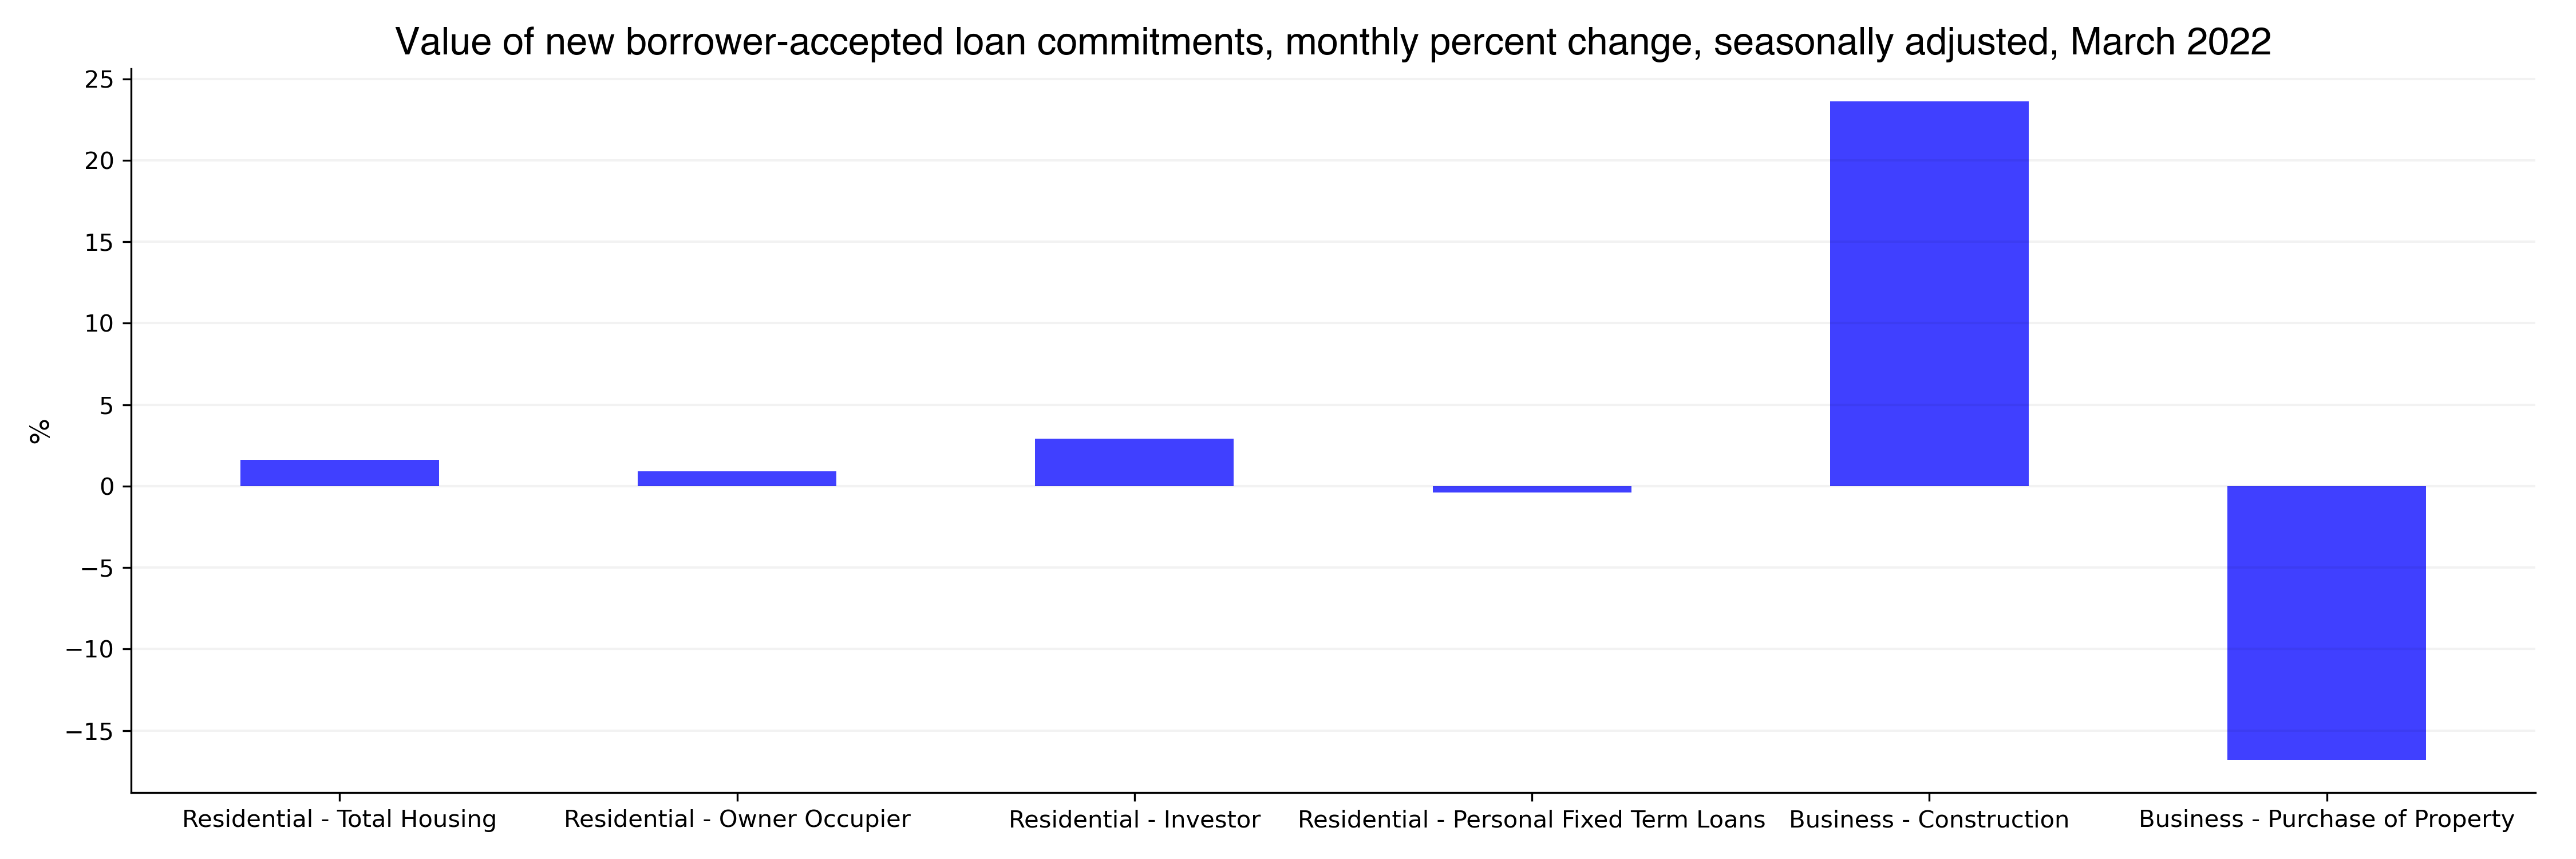 Value of new borrower-accepted loan commitments, monthly percent change, seasonally adjusted, March 2022
25
20
15
10
5
0
−5
−10
−15
%
Residential - Total Housing
Residential - Owner Occupier
Residential - Investor
Residential - Personal Fixed Term Loans
Business - Construction
Business - Purchase of Property